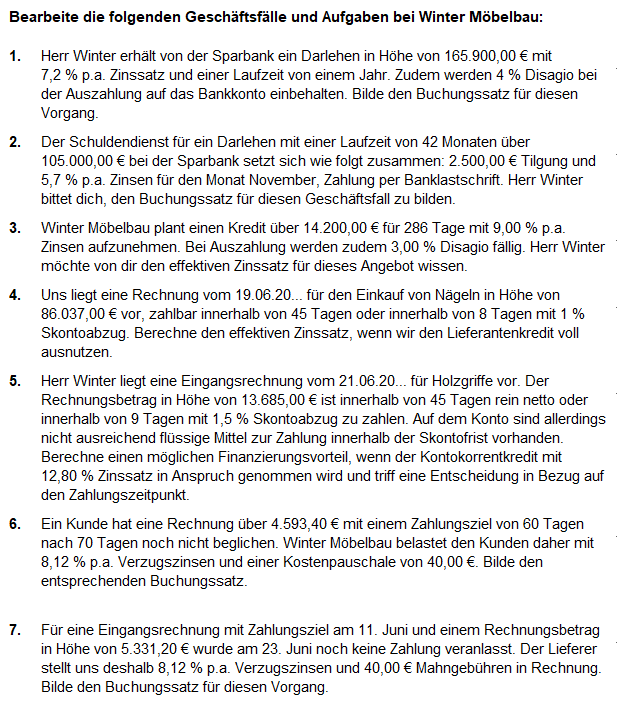 Bearbeite die folgenden Geschäftsfälle und Aufgaben bei Winter Möbelbau:
1. Herr Winter erhält von der Sparbank ein Darlehen in Höhe von 165.900,00 € mit
7,2 % p.a. Zinssatz und einer Laufzeit von einem Jahr. Zudem werden 4 % Disagio bei
der Auszahlung auf das Bankkonto einbehalten. Bilde den Buchungssatz für diesen
Vorgang.
2. Der Schuldendienst für ein Darlehen mit einer Laufzeit von 42 Monaten über
105.000,00 € bei der Sparbank setzt sich wie folgt zusammen: 2.500,00 € Tilgung und
5,7 % p.a. Zinsen für den Monat November, Zahlung per Banklastschrift. Herr Winter
bittet dich, den Buchungssatz für diesen Geschäftsfall zu bilden.
3. Winter Möbelbau plant einen Kredit über 14.200,00 € für 286 Tage mit 9,00 % p.a.
Zinsen aufzunehmen. Bei Auszahlung werden zudem 3,00 % Disagio fällig. Herr Winter
möchte von dir den effektiven Zinssatz für dieses Angebot wissen.
4. Uns liegt eine Rechnung vom 19.06.20... für den Einkauf von Nägeln in Höhe von
86.037,00 € vor, zahlbar innerhalb von 45 Tagen oder innerhalb von 8 Tagen mit 1 %
Skontoabzug. Berechne den effektiven Zinssatz, wenn wir den Lieferantenkredit voll
ausnutzen.
5. Herr Winter liegt eine Eingangsrechnung vom 21.06.20... für Holzgriffe vor. Der
Rechnungsbetrag in Höhe von 13.685,00 € ist innerhalb von 45 Tagen rein netto oder
innerhalb von 9 Tagen mit 1,5 % Skontoabzug zu zahlen. Auf dem Konto sind allerdings
nicht ausreichend flüssige Mittel zur Zahlung innerhalb der Skontofrist vorhanden.
Berechne einen möglichen Finanzierungsvorteil, wenn der Kontokorrentkredit mit
12,80 % Zinssatz in Anspruch genommen wird und triff eine Entscheidung in Bezug auf
den Zahlungszeitpunkt.
6. Ein Kunde hat eine Rechnung über 4.593,40 € mit einem Zahlungsziel von 60 Tagen
nach 70 Tagen noch nicht beglichen. Winter Möbelbau belastet den Kunden daher mit
8,12 % p.a. Verzugszinsen und einer Kostenpauschale von 40,00 €. Bilde den
entsprechenden Buchungssatz.
7. Für eine Eingangsrechnung mit Zahlungsziel am 11. Juni und einem Rechnungsbetrag
in Höhe von 5.331,20 € wurde am 23. Juni noch keine Zahlung veranlasst. Der Lieferer
stellt uns deshalb 8,12 % p.a. Verzugszinsen und 40,00 € Mahngebühren in Rechnung.
Bilde den Buchungssatz für diesen Vorgang.